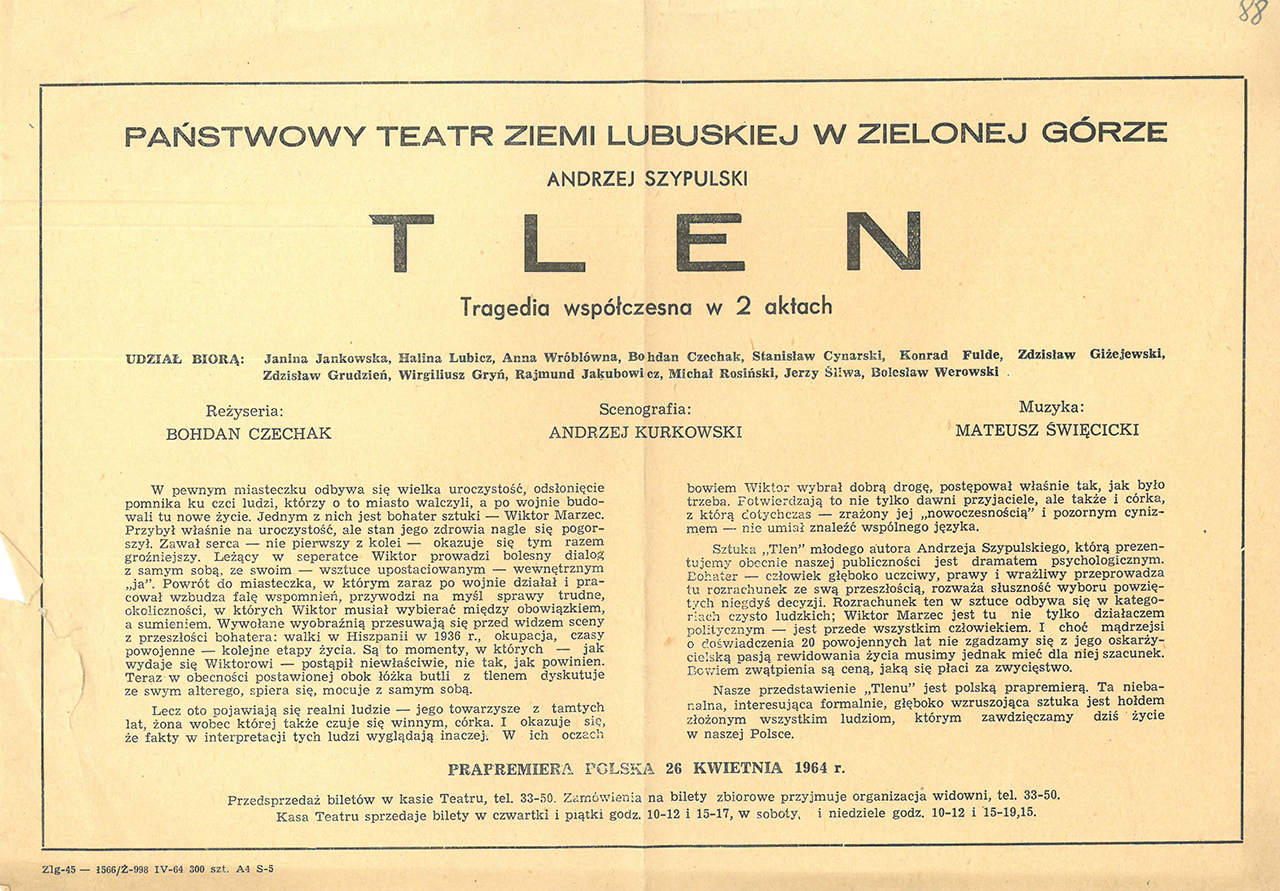 88
PAŃSTWOWY TEATR ZIEMI LUBUSKIEJ W ZIELONEJ GÓRZE
ANDRZEJ SZYPULSKI
TLEN
Tragedia współczesna w 2 aktach
UDZIAŁ BIORĄ: Janina Jankowska, Halina Lubicz, Anna Wróblówna, Bohdan Czechak, Stanisław Cynarski, Konrad Fulde, Zdzisław Giżejewski,
Zdzisław Grudzień, Wirgiliusz Gryń, Rajmund Jakubowicz, Michał Rosiński, Jerzy Śliwa, Bolesław Werowski
Reżyseria:
BOHDAN CZECHAK
Scenografia:
ANDRZEJ KURKOWSKI
Muzyka:
MATEUSZ ŚWIĘCICKI
W pewnym miasteczku odbywa się wielka uroczystość, odsłonięcie
pomnika ku czci ludzi, którzy o to miasto walczyli, a po wojnie budo-
wali tu nowe życie. Jednym z nich jest bohater sztuki — Wiktor Marzec.
Przybył właśnie na uroczystość, ale stan jego zdrowia nagle się pogor-
szył. Zawał serca — nie pierwszy z kolei — okazuje się tym razem
groźniejszy. Leżący w seperatce Wiktor prowadzi bolesny dialog
z samym sobą, ze swoim — wsztuce upostaciowanym — wewnętrznym
„ja”. Powrót do miasteczka, w którym zaraz po wojnie działał i pra-
cował wzbudza falę wspomnień, przywodzi na myśl sprawy trudne,
okoliczności, w których Wiktor musiał wybierać między obowiązkiem,
a sumieniem. Wywołane wyobraźnią przesuwają się przed widzem sceny
z przeszłości bohatera: walki w Hiszpanii w 1936 r., okupacja, czasy
powojenne — kolejne etapy życia. Są to momenty, w których — jak
wydaje się Wiktorowi — postąpił niewłaściwie, nie tak, jak powinien.
Teraz w obecności postawionej obok łóżka butli z tlenem dyskutuje
ze swym alterego, spiera się, mocuje z samym sobą.
Lecz oto pojawiają się realni ludzie — jego towarzysze z tamtych
lat, żona wobec której także czuje się winnym, córka. I okazuje się,
że fakty w interpretacji tych ludzi wyglądają inaczej. W ich oczach
bowiem Wiktor wybrał dobrą drogę, postępował właśnie tak, jak było
trzeba. Potwierdzają to nie tylko dawni przyjaciele, ale także i córka,
z którą dotychczas — zrażony jej „nowoczesnością” i pozornym cyniz-
mem — nie umiał znaleźć wspólnego języka.
Sztuka „Tlen” młodego autora Andrzeja Szypulskiego, którą prezen-
tujemy obecnie naszej publiczności jest dramatem psychologicznym.
Bohater — człowiek głęboko uczciwy, prawy i wrażliwy przeprowadza
tu rozrachunek ze swą przeszłością, rozważa słuszność wyboru powzię-
tych niegdyś decyzji. Rozrachunek ten w sztuce odbywa się w katego-
riach czysto ludzkich; Wiktor Marzec jest tu nie tylko działaczem
politycznym — jest przede wszystkim człowiekiem. I choć mądrzejsi
o doświadczenia 20 powojennych lat nie zgadzamy się z jego oskarży-
cielską pasją rewidowania życia musimy jednak mieć dla niej szacunek.
Bowiem zwątpienia są ceną, jaką się płaci za zwycięstwo.
Nasze przedstawienie „Tlenu” jest polską prapremierą. Ta nieba-
nalna, interesująca formalnie, głęboko wzruszająca sztuka jest hołdem
złożonym wszystkim ludziom, którym zawdzięczamy dziś życie
w naszej Polsce.
PRAPREMIERA POLSKA 26 KWIETNIA 1964 r.
Przedsprzedaż biletów w kasie Teatru, tel. 33-50. Zamówienia na bilety zbiorowe przyjmuje organizacja widowni, tel. 33-50.
Kasa Teatru sprzedaje bilety w czwartki i piątki godz. 10-12 i 15-17, w soboty, i niedziele godz. 10-12 i 15-19,15.
Zlg-45 — 1566/Ż-998 IV-64 300 szt. A4 S-5